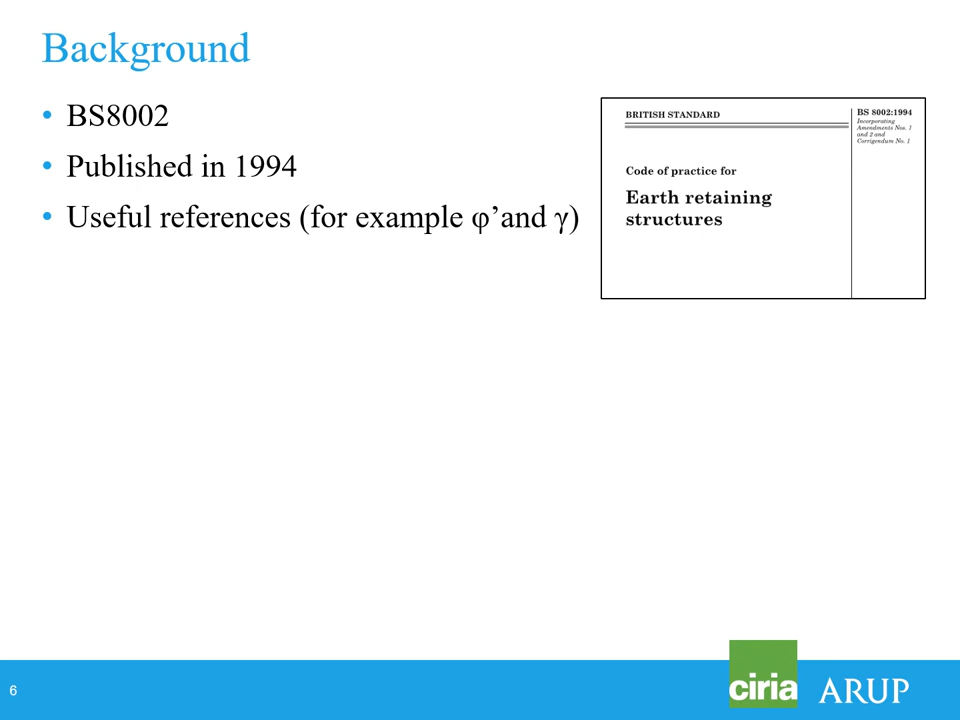 Background
• BS8002
• Published in 1994
• Useful references (for example φ’and γ)
BRITISH STANDARD
BS 8002:1994
Incorporating
Amendments Nos. 1
and 2 and
Corrigendum No. 1
Code of practice for
Earth retaining
structures
6
ciria
ARUP